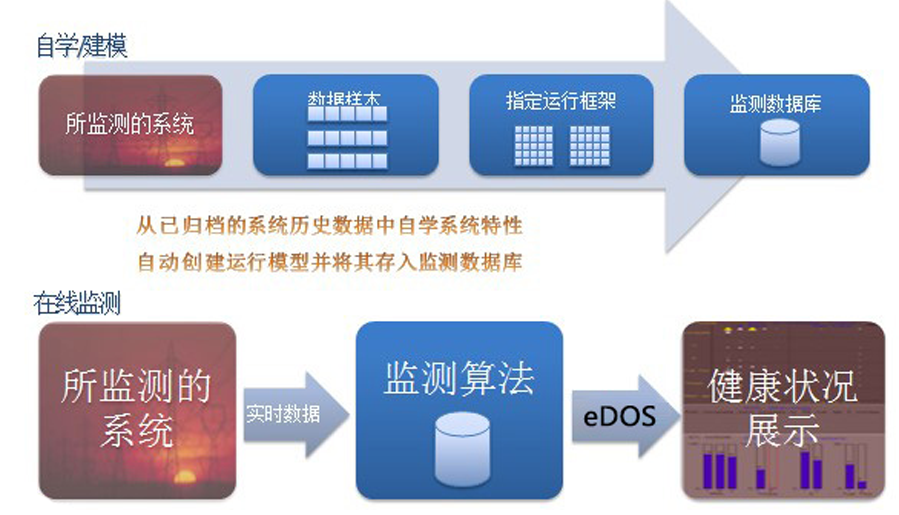 自学/建模
所监测的系统
数据样本
指定运行框架
监测数据库
从已归档的系统历史数据中自学系统特性
自动创建运行模型并将其存入监测数据库
在线监测
所监测的
系统
实时数据
监测算法
eDOS
健康状况
展示